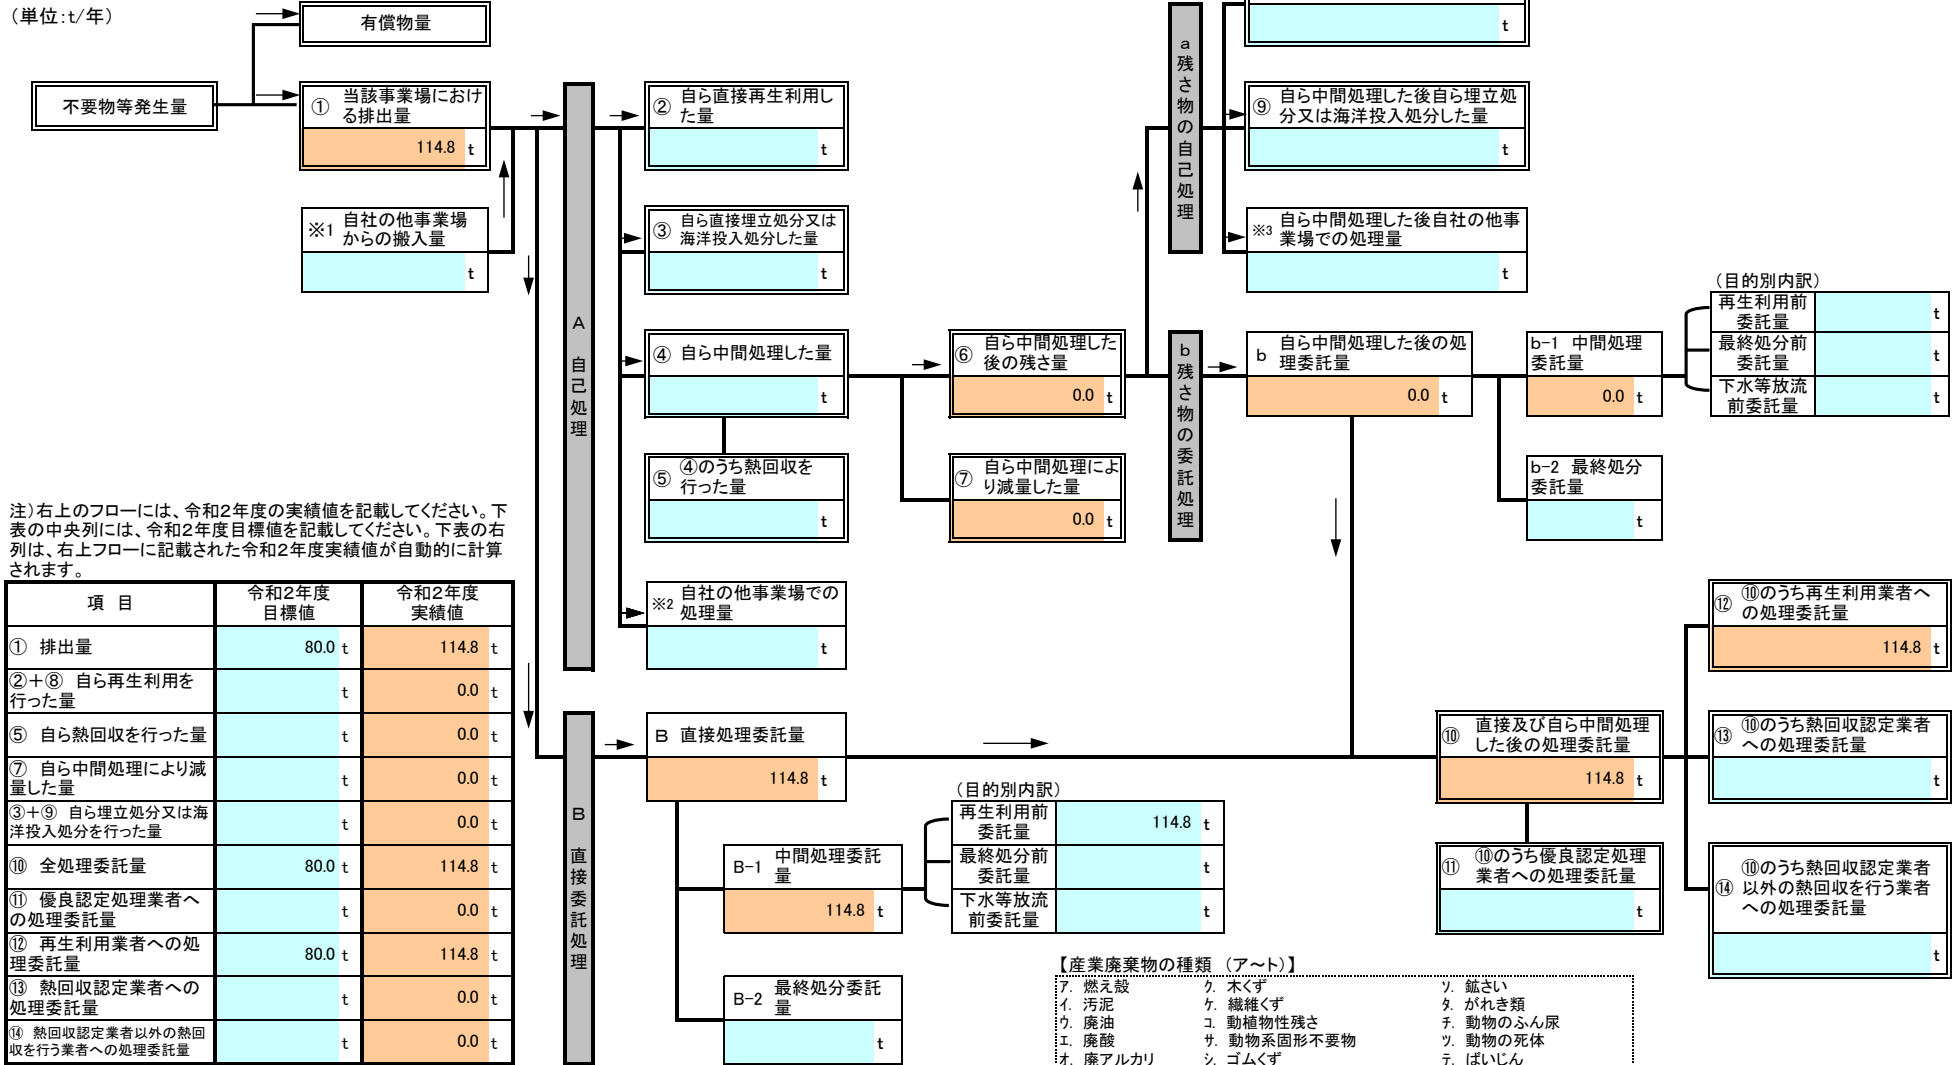 （単位：t/年）
有償物量
不要物等発生量
① 当該事業場におけ
る排出量
114.8 t
※1 自社の他事業場
からの搬入量
t
A 自己処理
② 自ら直接再生利用し
た量
t
③ 自ら直接埋立処分又は
海洋投入処分した量
t
④ 自ら中間処理した量
t
⑤ ④のうち熱回収を
行った量
t
※2 自社の他事業場での
処理量
t
⑥ 自ら中間処理した
後の残さ量
0.0 t
⑦ 自ら中間処理によ
り減量した量
0.0 t
a 残さ物の自己処理
t
⑨ 自ら中間処理した後自ら埋立処
分又は海洋投入処分した量
t
※3 自ら中間処理した後自社の他事
業場での処理量
t
b 残さ物の委託処理
b 自ら中間処理した後の処
理委託量
0.0 t
b-1 中間処理
委託量
0.0 t
（目的別内訳）
再生利用前
委託量
t
最終処分前
委託量
t
下水等放流
前委託量
t
b-2 最終処分
委託量
t
注）右上のフローには、令和2年度の実績値を記載してください。下
表の中央列には、令和2年度目標値を記載してください。下表の右
列は、右上フローに記載された令和2年度実績値が自動的に計算
されます。
項 目 令和2年度
目標値 令和2年度
実績値
① 排出量 80.0 t 114.8 t
②＋⑧ 自ら再生利用を
行った量 t 0.0 t
⑤ 自ら熱回収を行った量 t 0.0 t
⑦ 自ら中間処理により減
量した量 t 0.0 t
③＋⑨ 自ら埋立処分又は海
洋投入処分を行った量 t 0.0 t
⑩ 全処理委託量 80.0 t 114.8 t
⑪ 優良認定処理業者へ
の処理委託量 t 0.0 t
⑫ 再生利用業者への処
理委託量 80.0 t 114.8 t
⑬ 熱回収認定業者への
処理委託量 t 0.0 t
⑭ 熱回収認定業者以外の熱回
収を行う業者への処理委託量 t 0.0 t
B 直接委託処理
B 直接処理委託量
114.8 t
B-1 中間処理委託
量
114.8 t
B-2 最終処分委託
量
t
（目的別内訳）
再生利用前
委託量
114.8 t
最終処分前
委託量
t
下水等放流
前委託量
t
⑩ 直接及び自ら中間処理
した後の処理委託量
114.8 t
⑪ ⑩のうち優良認定処理
業者への処理委託量
t
⑫ ⑩のうち再生利用業者へ
の処理委託量
114.8 t
⑬ ⑩のうち熱回収認定業者
への処理委託量
t
⑭ ⑩のうち熱回収認定業者
以外の熱回収を行う業者
への処理委託量
t
【産業廃棄物の種類 （ア～ト）】
ア. 燃え殻 ク. 木くず ソ. 鉱さい
イ. 汚泥 ケ. 繊維くず タ. がれき類
ウ. 廃油 コ. 動植物性残さ チ. 動物のふん尿
エ. 廃酸 サ. 動物系固形不要物 ツ. 動物の死体
オ. 廃アルカリ シ. ゴムくず テ. ばいじん